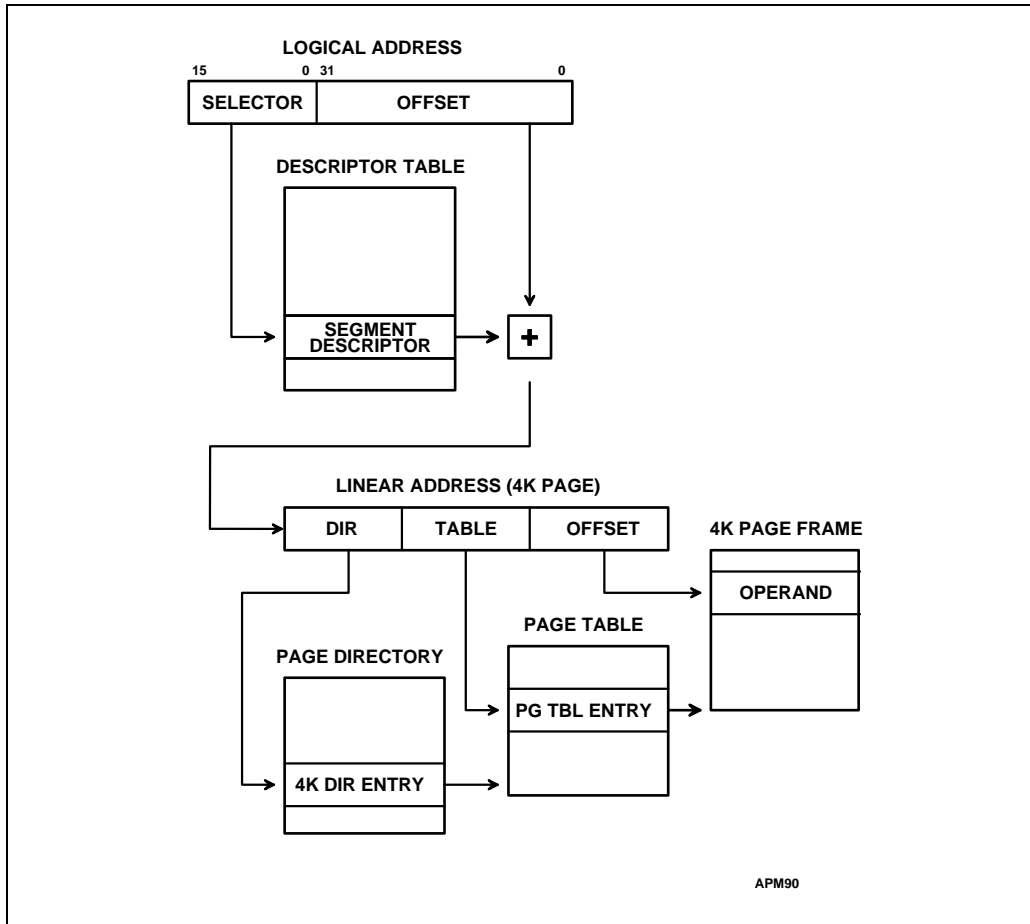 LOGICAL ADDRESS
15 0 31 0
SELECTOR OFFSET
DESCRIPTOR TABLE
SEGMENT
DESCRIPTOR
+
LINEAR ADDRESS (4K PAGE)
DIR TABLE OFFSET
4K PAGE FRAME
OPERAND
PAGE TABLE
PAGE DIRECTORY
PG TBL ENTRY
4K DIR ENTRY
APM90